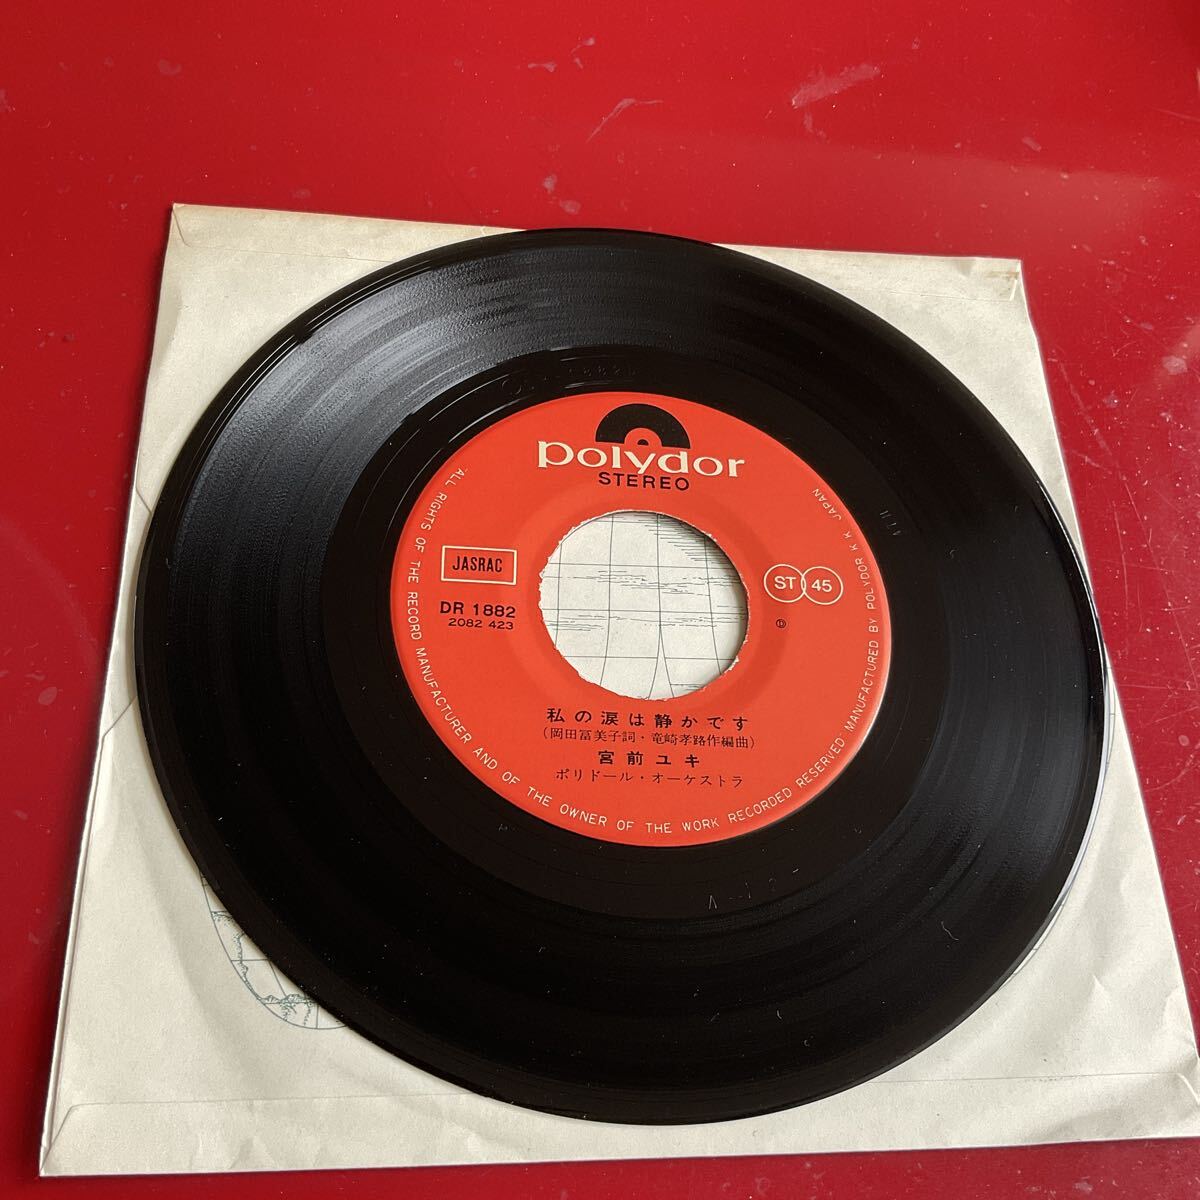 polydor
STEREO
JASRAC
DR 1882
2082 423
ST 45
私の涙は静かです
(岡田冨美子詞・竜崎孝路作編曲)
宮前ユキ
ポリドール・オーケストラ
ALL RIGHTS OF THE RECORD MANUFACTURER AND OF THE OWNER OF THE WORK RECORDED RESERVED MANUFACTURED BY POLYDOR K.K. JAPAN